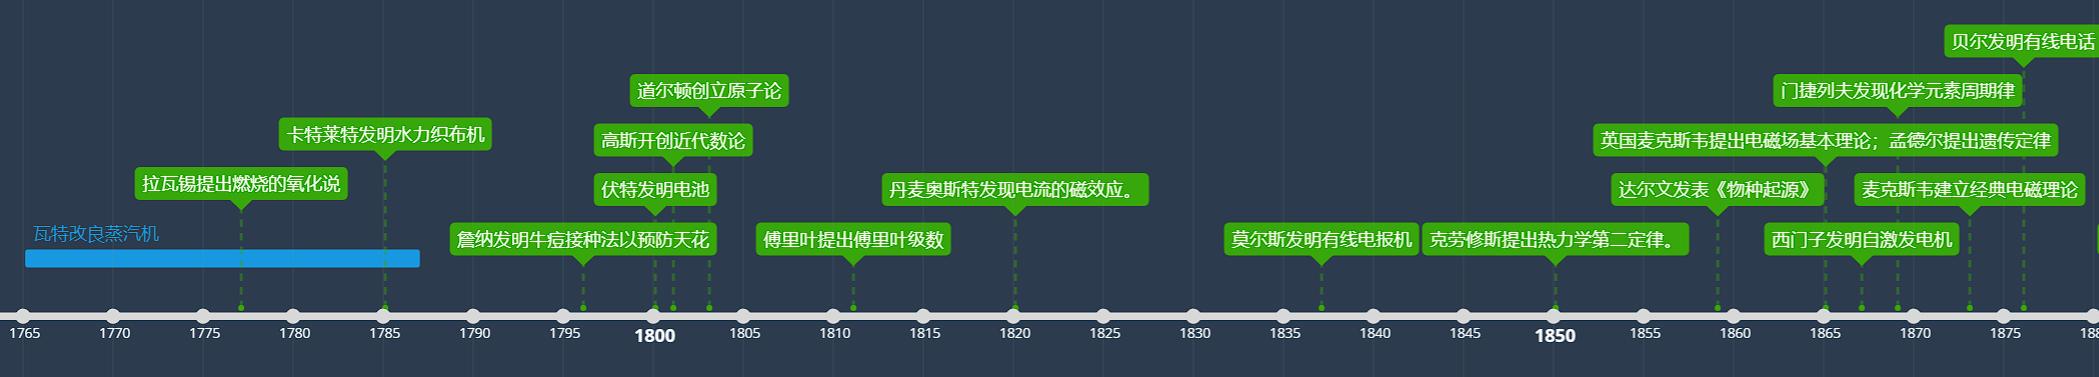 贝尔发明有线电话
道尔顿创立原子论
门捷列夫发现化学元素周期律
卡特莱特发明水力织布机
高斯开创近代数论
英国麦克斯韦提出电磁场基本理论；孟德尔提出遗传定律
拉瓦锡提出燃烧的氧化说
伏特发明电池
丹麦奥斯特发现电流的磁效应。
达尔文发表《物种起源》
麦克斯韦建立经典电磁理论
瓦特改良蒸汽机
詹纳发明牛痘接种法以预防天花
傅里叶提出傅里叶级数
莫尔斯发明有线电报机
克劳修斯提出热力学第二定律。
西门子发明自激发电机
1765 1770 1775 1780 1785 1790 1795 1800 1805 1810 1815 1820 1825 1830 1835 1840 1845 1850 1855 1860 1865 1870 1875